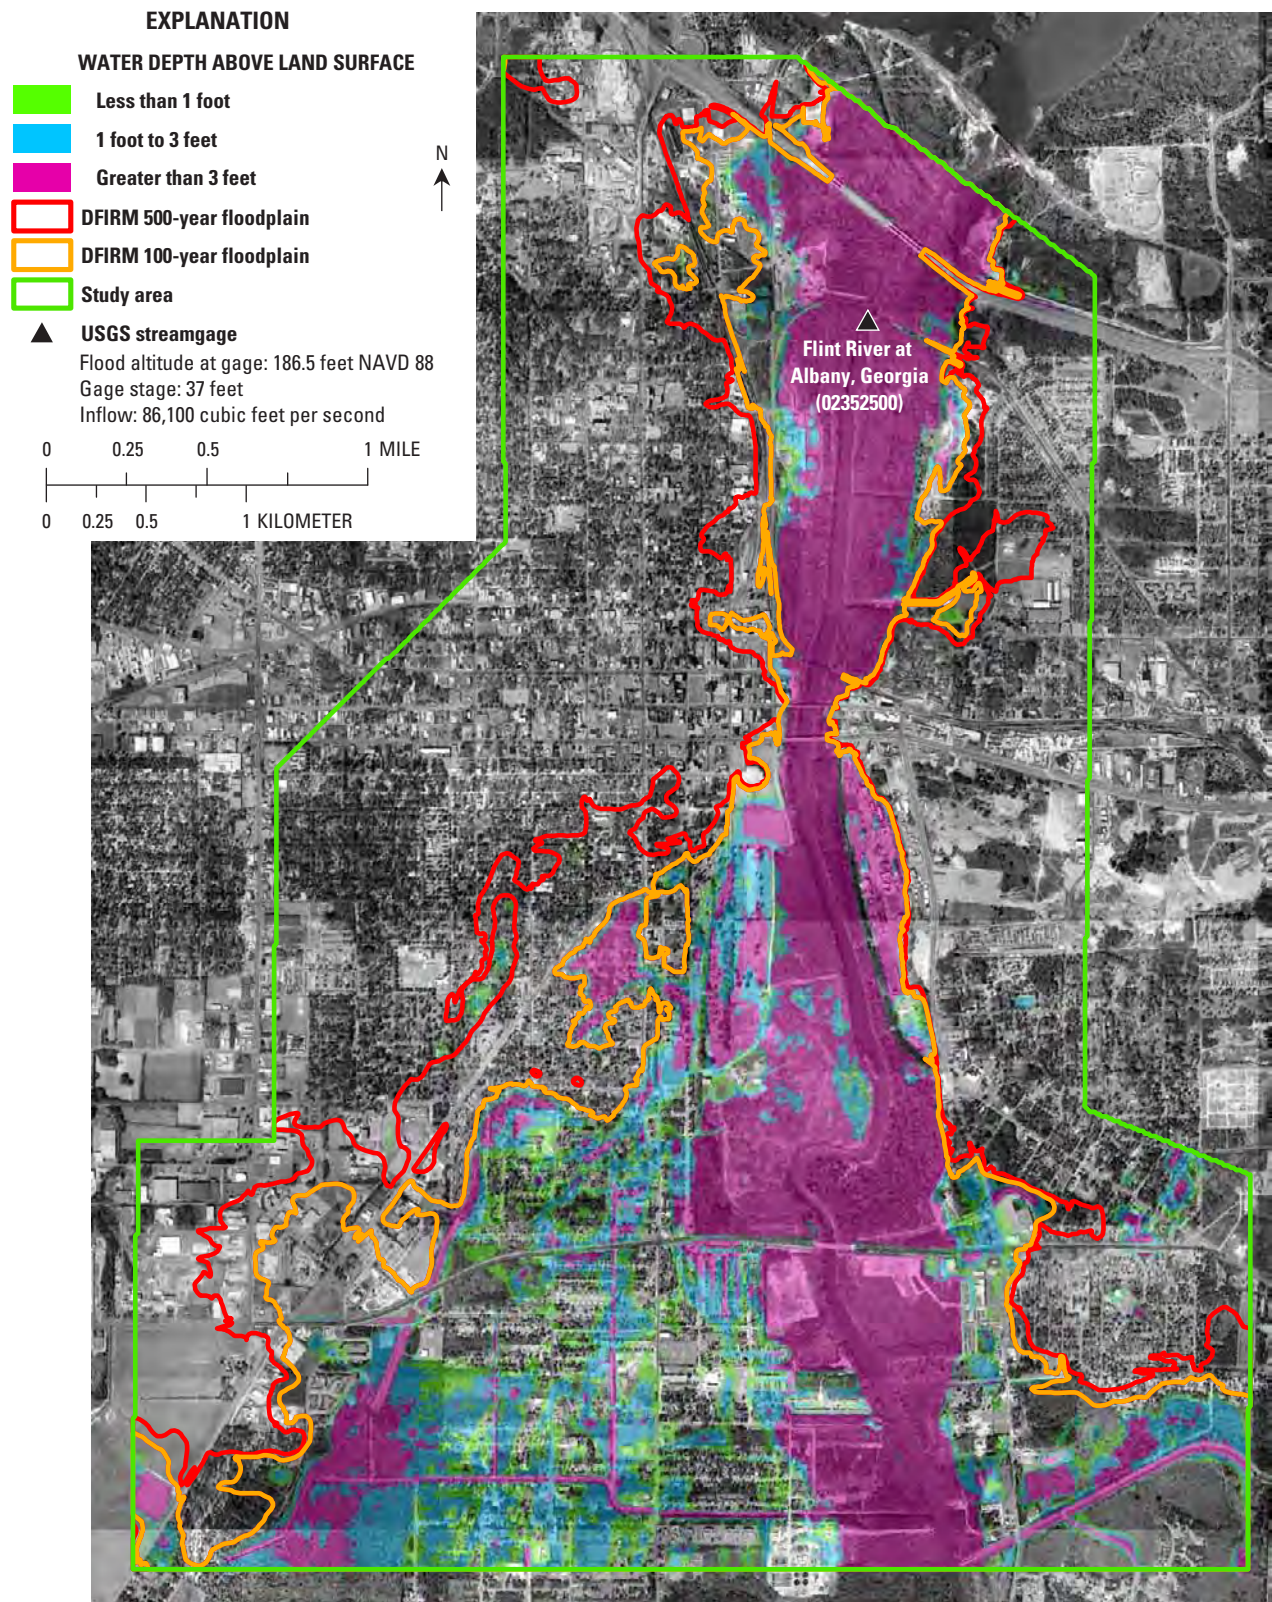 EXPLANATION
WATER DEPTH ABOVE LAND SURFACE
Less than 1 foot
1 foot to 3 feet
Greater than 3 feet
DFIRM 500-year floodplain
DFIRM 100-year floodplain
Study area
USGS streamgage
Flood altitude at gage: 186.5 feet NAVD 88
Gage stage: 37 feet
Inflow: 86,100 cubic feet per second
N
0 0.25 0.5 1 MILE
0 0.25 0.5 1 KILOMETER
Flint River at
Albany, Georgia
(02352500)